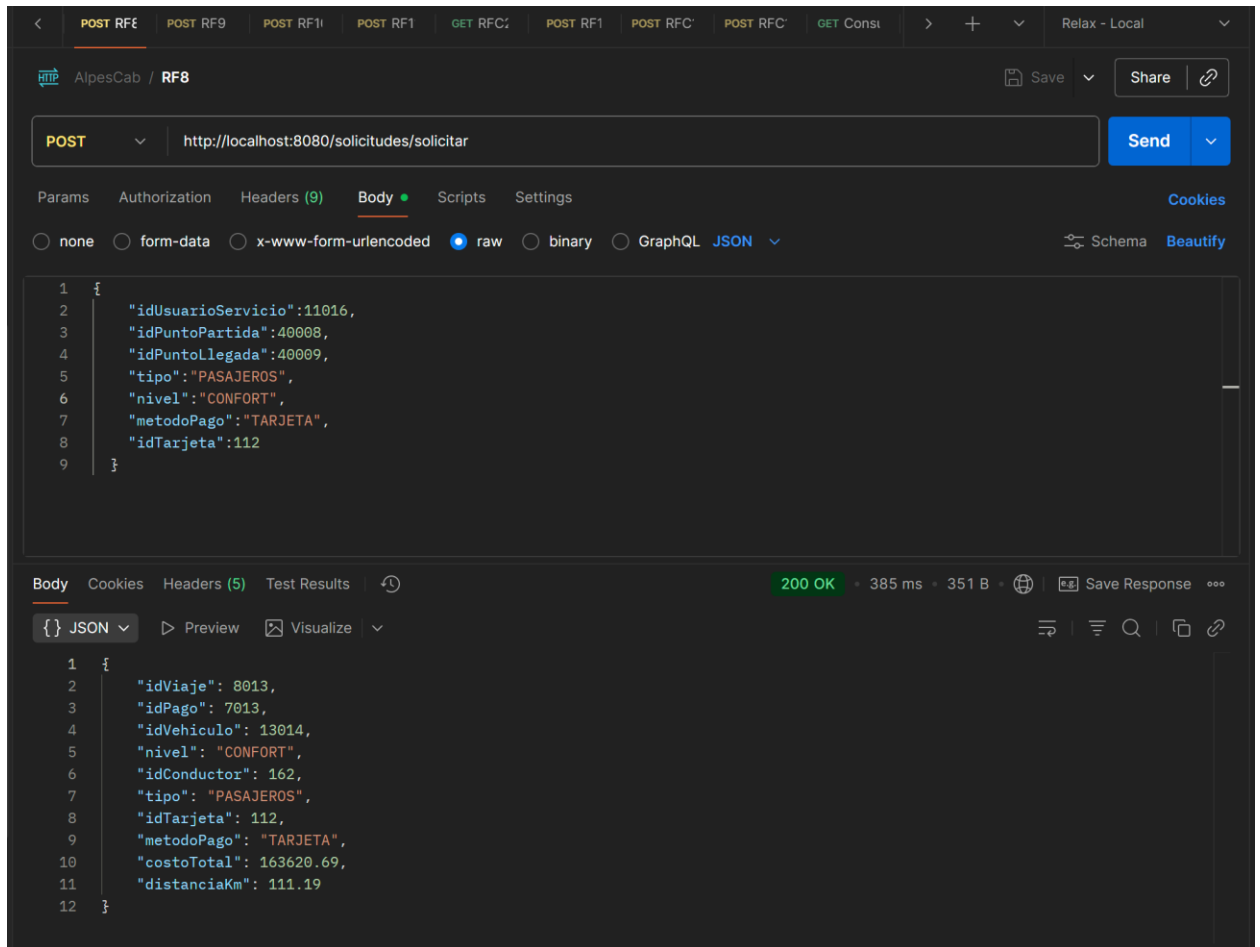 POST RF8 POST RF9 POST RF1 POST RF1 GET RFC2 POST RF1 POST RFC POST RFC GET Consu Relax - Local
HTTP AlpesCab / RF8 Save Share
POST http://localhost:8080/solicitudes/solicitar Send
Params Authorization Headers (9) Body Scripts Settings Cookies
none form-data x-www-form-urlencoded raw binary GraphQL JSON Schema Beautify
1 {
2 "idUsuarioServicio":11016,
3 "idPuntoPartida":40008,
4 "idPuntoLlegada":40009,
5 "tipo":"PASAJEROS",
6 "nivel":"CONFORT",
7 "metodoPago":"TARJETA",
8 "idTarjeta":112
9 }
Body Cookies Headers (5) Test Results 200 OK • 385 ms • 351 B • e.g. Save Response
{} JSON Preview Visualize
1 {
2 "idViaje": 8013,
3 "idPago": 7013,
4 "idVehiculo": 13014,
5 "nivel": "CONFORT",
6 "idConductor": 162,
7 "tipo": "PASAJEROS",
8 "idTarjeta": 112,
9 "metodoPago": "TARJETA",
10 "costoTotal": 163620.69,
11 "distanciaKm": 111.19
12 }